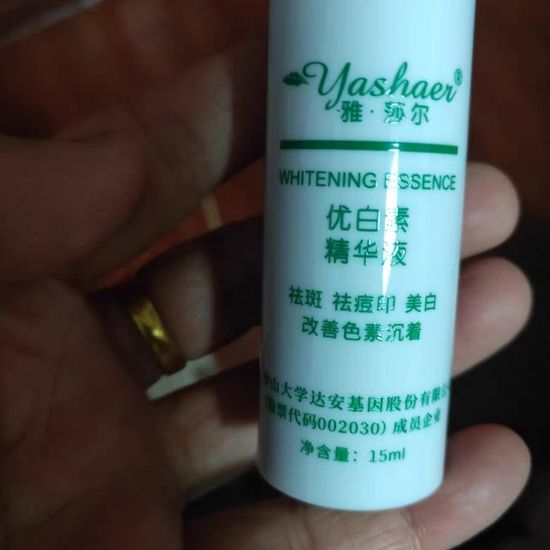 Yashaer®
雅·莎尔
WHITENING ESSENCE
优白素
精华液
祛斑 祛痘印 美白
改善色素沉着
中山大学达安基因股份有限公
(股票代码002030) 成员企业
净含量: 15ml